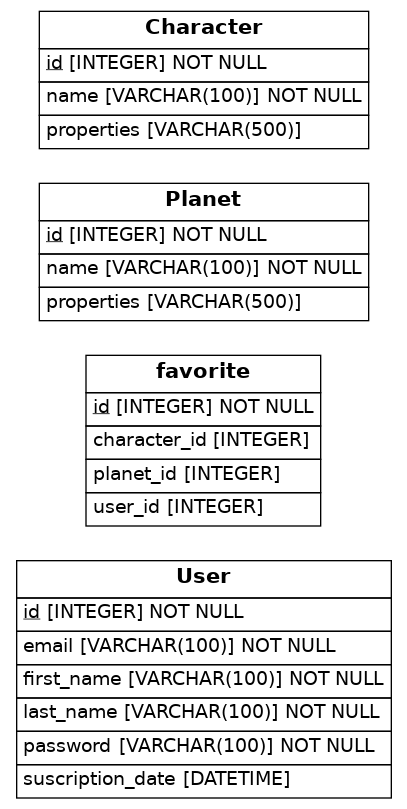 Character
id [INTEGER] NOT NULL
name [VARCHAR(100)] NOT NULL
properties [VARCHAR(500)]
Planet
id [INTEGER] NOT NULL
name [VARCHAR(100)] NOT NULL
properties [VARCHAR(500)]
favorite
id [INTEGER] NOT NULL
character_id [INTEGER]
planet_id [INTEGER]
user_id [INTEGER]
User
id [INTEGER] NOT NULL
email [VARCHAR(100)] NOT NULL
first_name [VARCHAR(100)] NOT NULL
last_name [VARCHAR(100)] NOT NULL
password [VARCHAR(100)] NOT NULL
suscription_date [DATETIME]